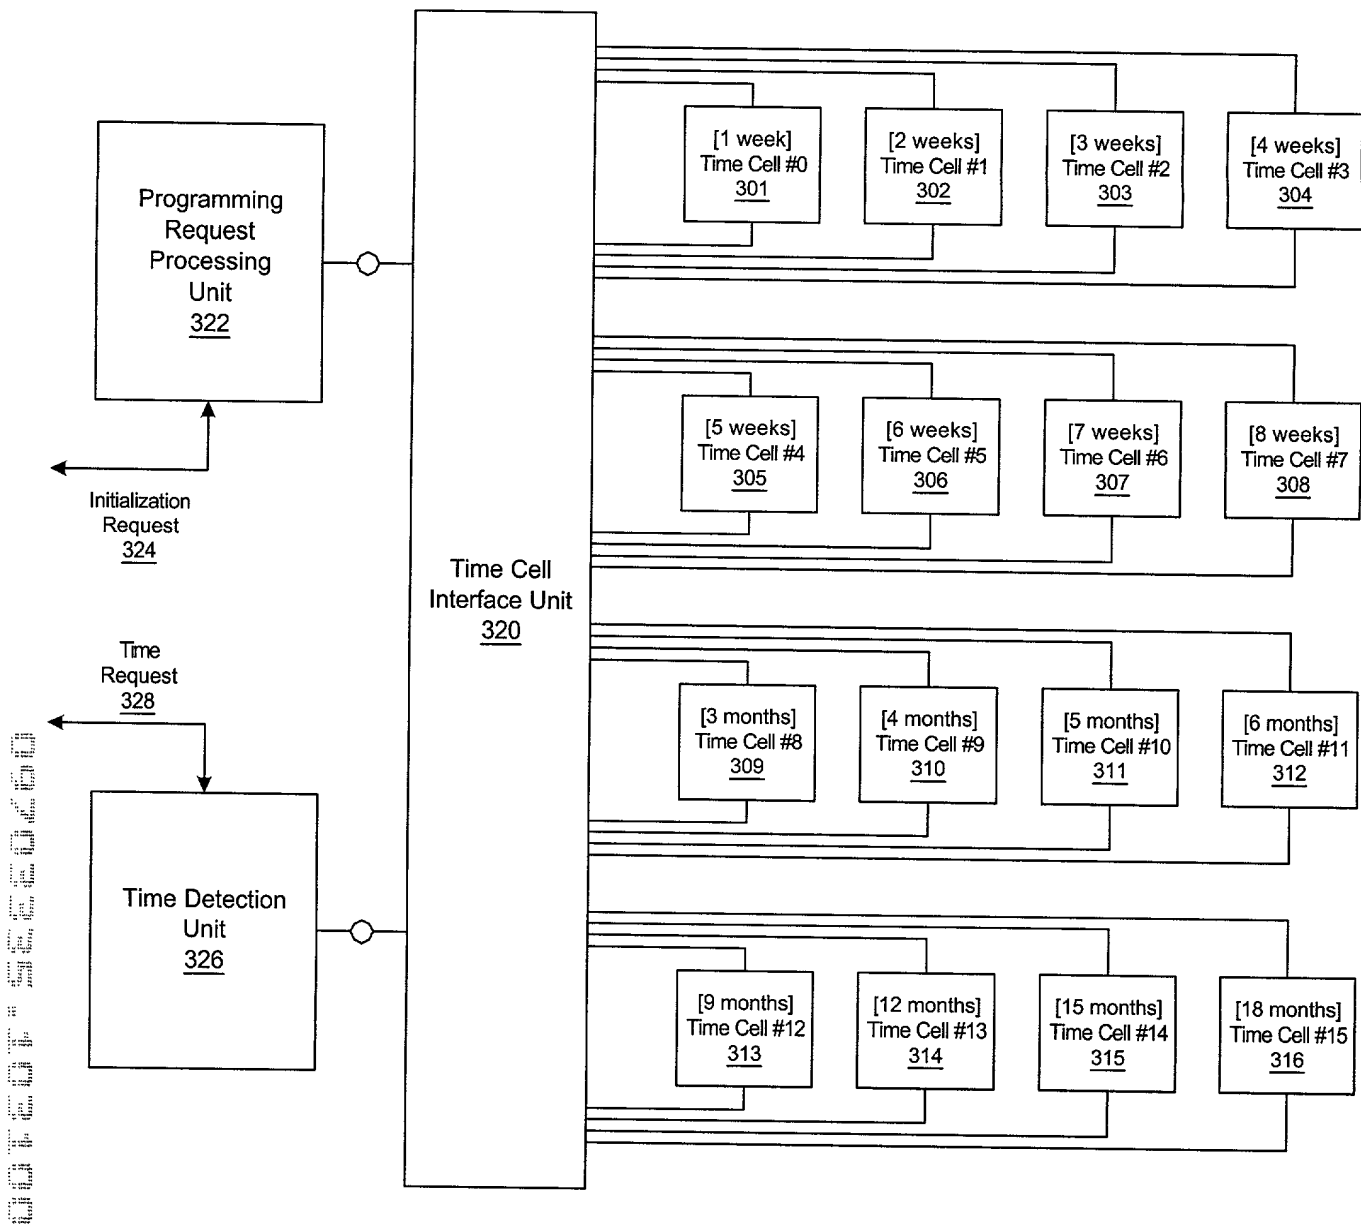 Programming
Request
Processing
Unit
322
Initialization
Request
324
Time
Request
328
Time Detection
Unit
326
Time Cell
Interface Unit
320
[1 week]
Time Cell #0
301
[2 weeks]
Time Cell #1
302
[3 weeks]
Time Cell #2
303
[4 weeks]
Time Cell #3
304
[5 weeks]
Time Cell #4
305
[6 weeks]
Time Cell #5
306
[7 weeks]
Time Cell #6
307
[8 weeks]
Time Cell #7
308
[3 months]
Time Cell #8
309
[4 months]
Time Cell #9
310
[5 months]
Time Cell #10
311
[6 months]
Time Cell #11
312
[9 months]
Time Cell #12
313
[12 months]
Time Cell #13
314
[15 months]
Time Cell #14
315
[18 months]
Time Cell #15
316